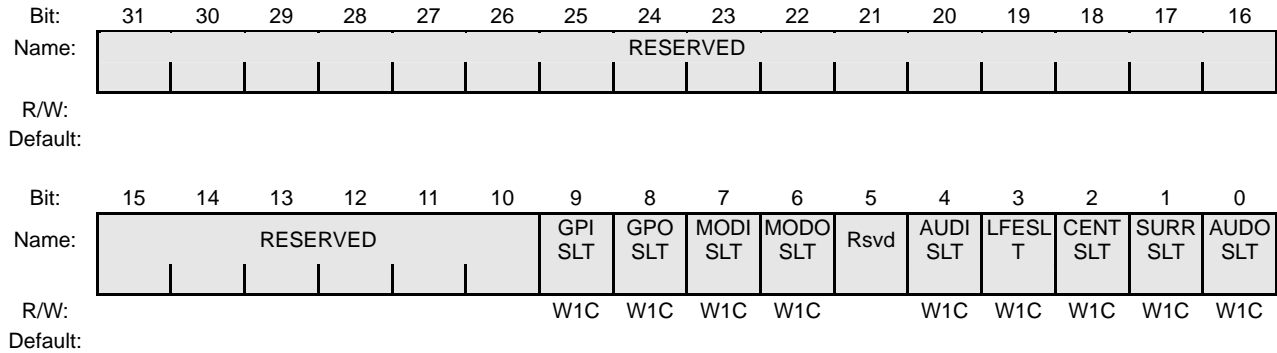 Bit: 31 30 29 28 27 26 25 24 23 22 21 20 19 18 17 16
Name: RESERVED
R/W:
Default:
Bit: 15 14 13 12 11 10 9 8 7 6 5 4 3 2 1 0
Name: RESERVED GPI SLT GPO SLT MODI SLT MODO SLT Rsvd AUDI SLT LFESL T CENT SLT SURR SLT AUDO SLT
R/W: W1C W1C W1C W1C W1C W1C W1C W1C W1C
Default: